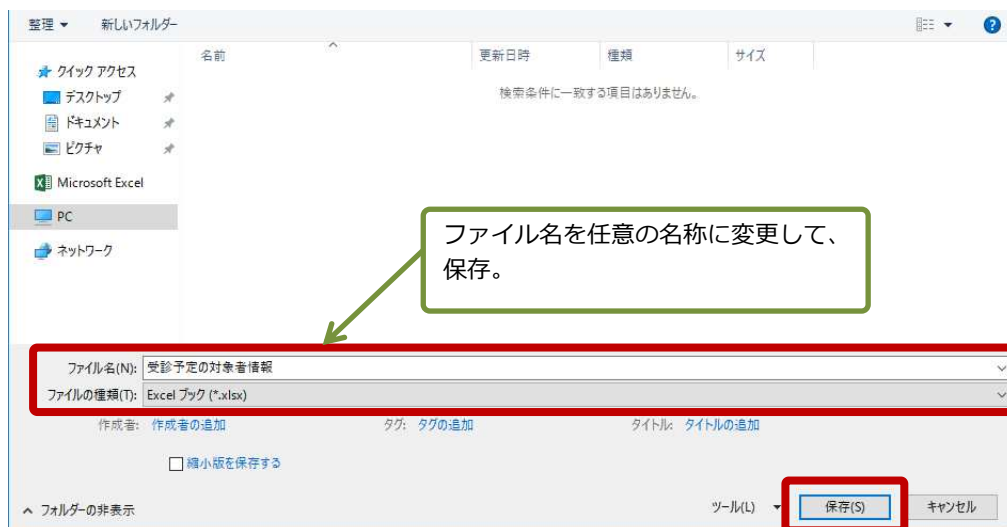 整理 新しいフォルダー
名前 更新日時 種類 サイズ
クイック アクセス
検索条件に一致する項目はありません。
デスクトップ
ドキュメント
ピクチャ
Microsoft Excel
PC
ネットワーク
ファイル名を任意の名称に変更して、
保存。
ファイル名(N): 受診予定の対象者情報
ファイルの種類(T): Excel ブック (*.xlsx)
作成者: 作成者の追加 タグ: タグの追加 タイトル: タイトルの追加
縮小版を保存する
フォルダーの非表示 ツール(L) 保存(S) キャンセル